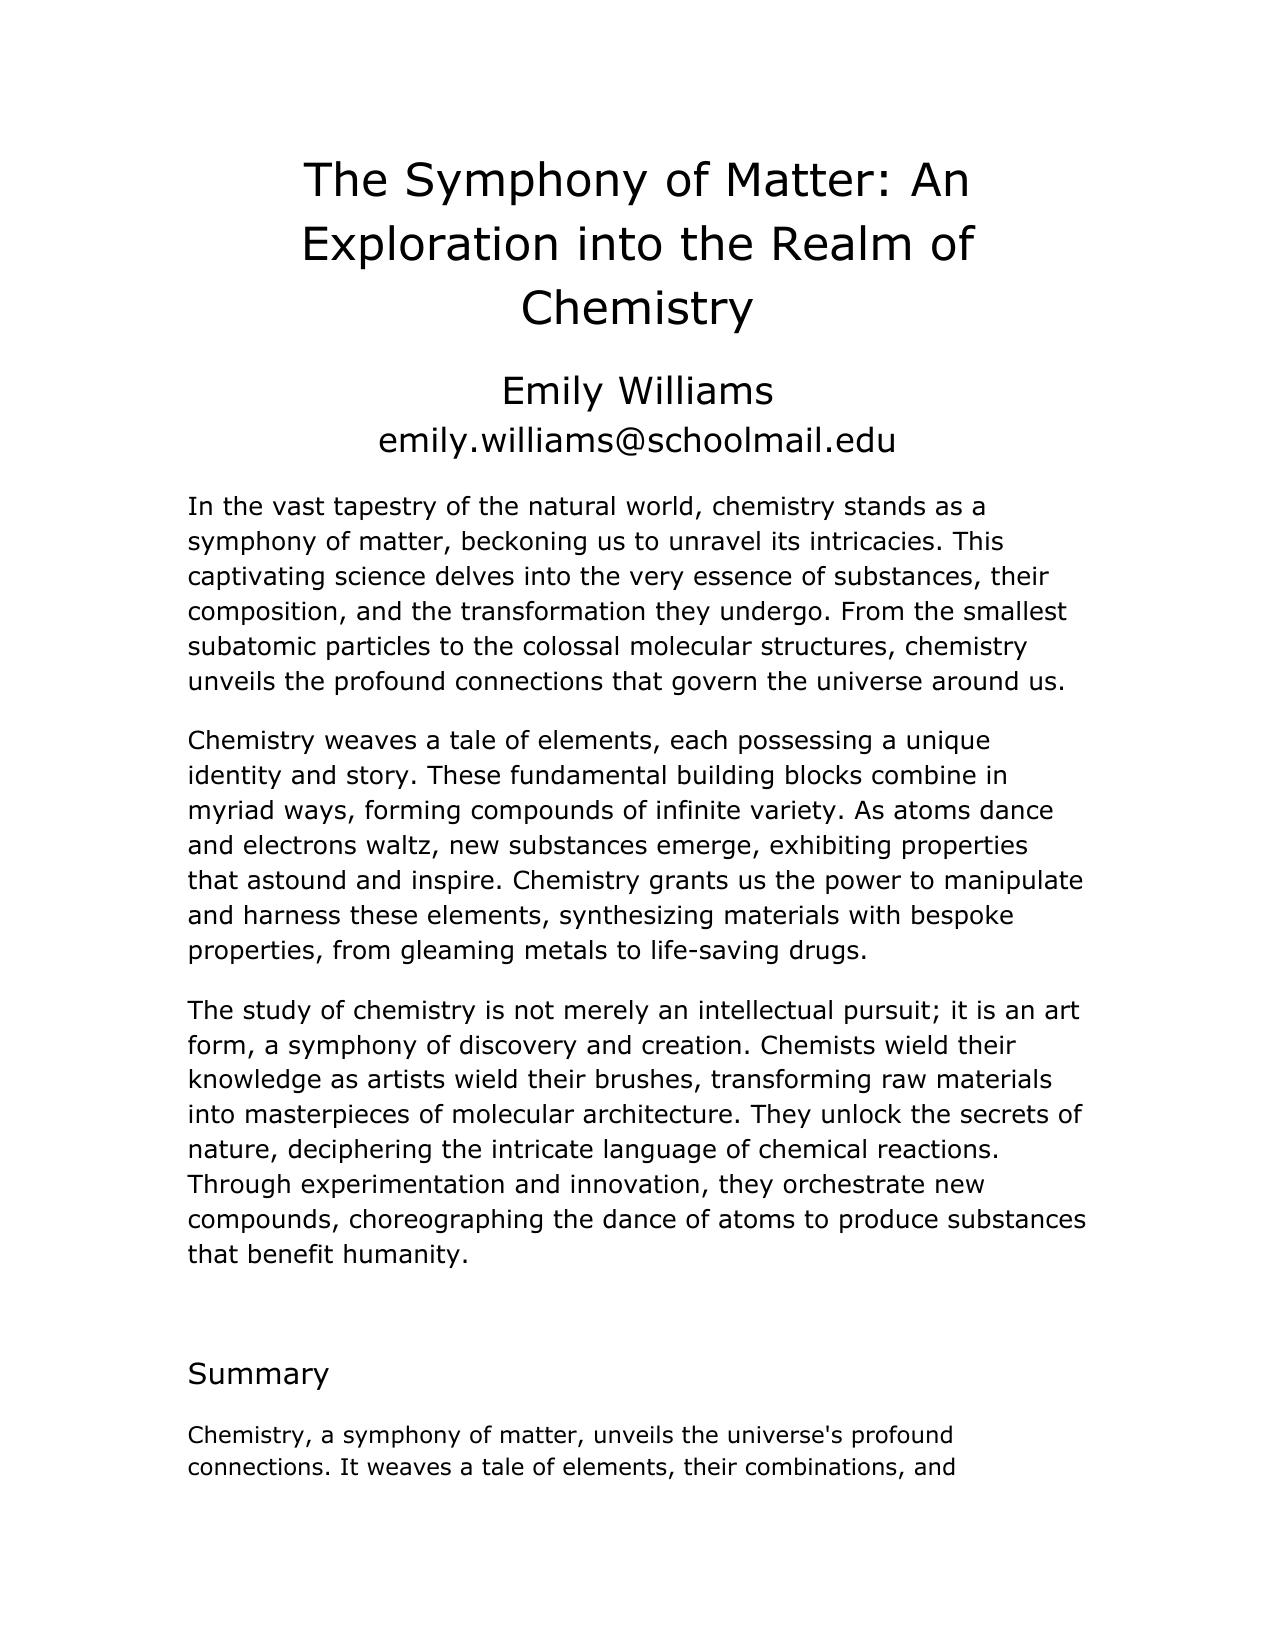 The Symphony of Matter: An
Exploration into the Realm of
Chemistry
Emily Williams
emily.williams@schoolmail.edu
In the vast tapestry of the natural world, chemistry stands as a
symphony of matter, beckoning us to unravel its intricacies. This
captivating science delves into the very essence of substances, their
composition, and the transformation they undergo. From the smallest
subatomic particles to the colossal molecular structures, chemistry
unveils the profound connections that govern the universe around us.
Chemistry weaves a tale of elements, each possessing a unique
identity and story. These fundamental building blocks combine in
myriad ways, forming compounds of infinite variety. As atoms dance
and electrons waltz, new substances emerge, exhibiting properties
that astound and inspire. Chemistry grants us the power to manipulate
and harness these elements, synthesizing materials with bespoke
properties, from gleaming metals to life-saving drugs.
The study of chemistry is not merely an intellectual pursuit; it is an art
form, a symphony of discovery and creation. Chemists wield their
knowledge as artists wield their brushes, transforming raw materials
into masterpieces of molecular architecture. They unlock the secrets of
nature, deciphering the intricate language of chemical reactions.
Through experimentation and innovation, they orchestrate new
compounds, choreographing the dance of atoms to produce substances
that benefit humanity.
Summary
Chemistry, a symphony of matter, unveils the universe's profound
connections. It weaves a tale of elements, their combinations, and